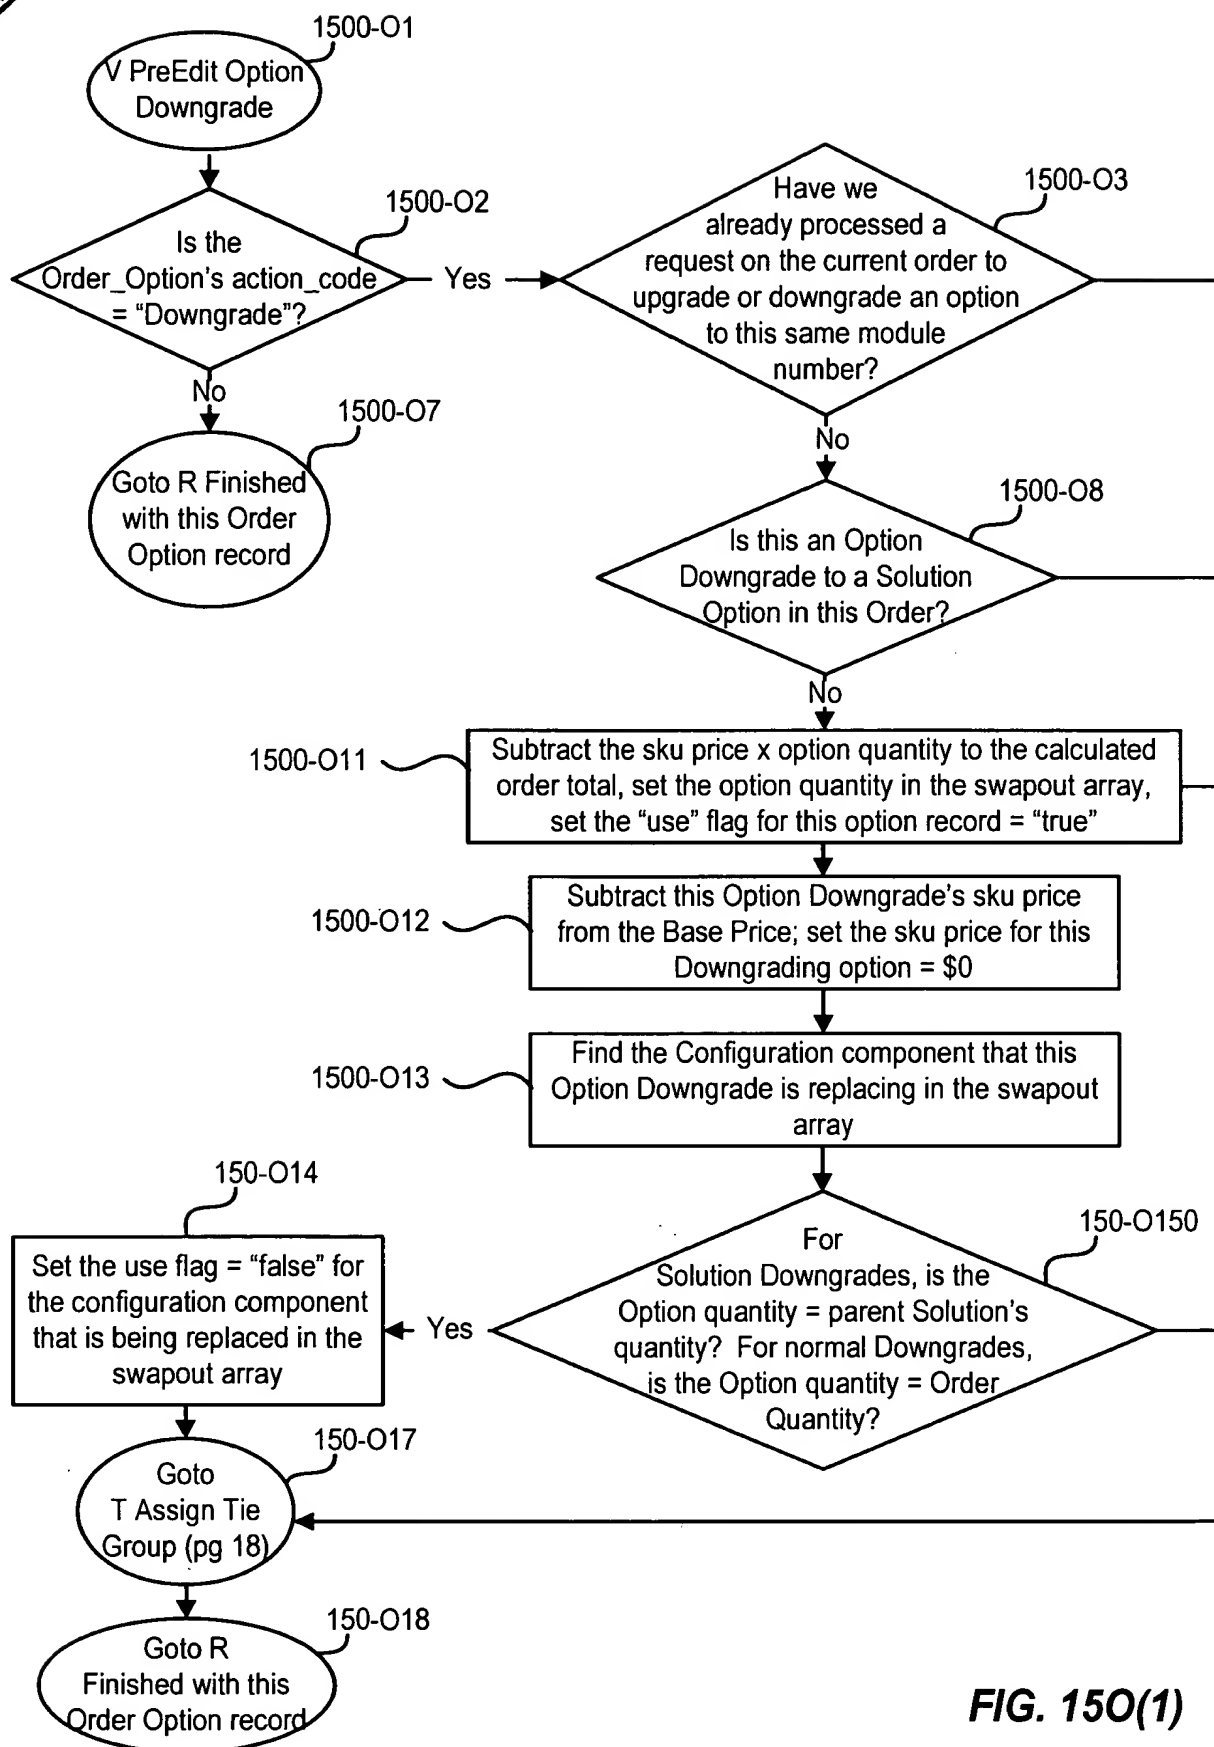 1500-O1
V PreEdit Option
Downgrade
1500-O2
Is the
Order_Option's action_code
= “Downgrade”?
Yes
No
1500-O3
Have we
already processed a
request on the current order to
upgrade or downgrade an option
to this same module
number?
No
1500-O7
Goto R Finished
with this Order
Option record
1500-O8
Is this an Option
Downgrade to a Solution
Option in this Order?
No
1500-O11
Subtract the sku price x option quantity to the calculated
order total, set the option quantity in the swapout array,
set the “use” flag for this option record = “true”
1500-O12
Subtract this Option Downgrade's sku price
from the Base Price; set the sku price for this
Downgrading option = $0
1500-O13
Find the Configuration component that this
Option Downgrade is replacing in the swapout
array
150-O14
Set the use flag = “false” for
the configuration component
that is being replaced in the
swapout array
Yes
150-O150
For
Solution Downgrades, is the
Option quantity = parent Solution's
quantity? For normal Downgrades,
is the Option quantity = Order
Quantity?
150-O17
Goto
T Assign Tie
Group (pg 18)
150-O18
Goto R
Finished with this
Order Option record
FIG. 15O(1)